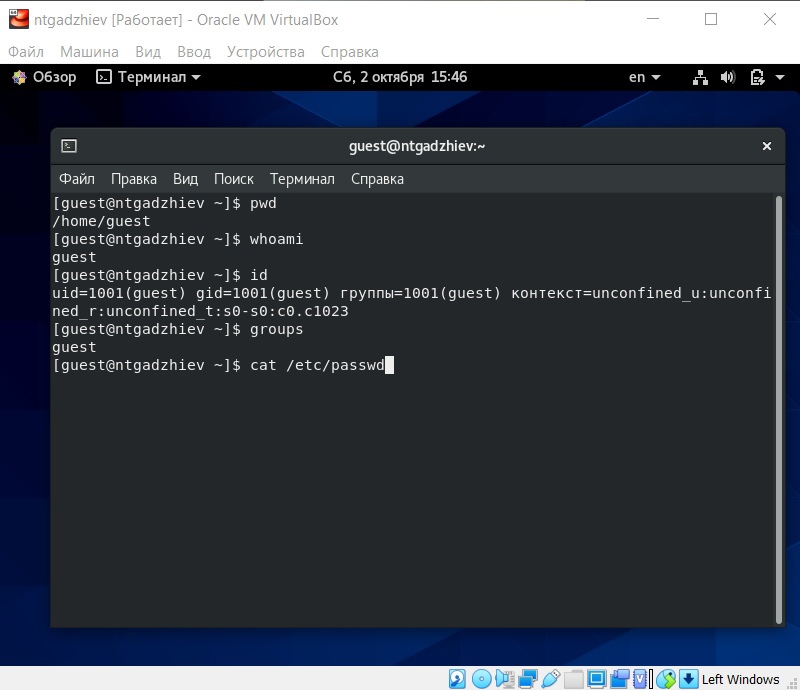 ntgadzhiev [Работает] - Oracle VM VirtualBox
Файл Машина Вид Ввод Устройства Справка
Обзор Терминал Сб, 2 октября 15:46 en
guest@ntgadzhiev:~
Файл Правка Вид Поиск Терминал Справка
[guest@ntgadzhiev ~]$ pwd
/home/guest
[guest@ntgadzhiev ~]$ whoami
guest
[guest@ntgadzhiev ~]$ id
uid=1001(guest) gid=1001(guest) группы=1001(guest) контекст=unconfined_u:unconfi
ned_r:unconfined_t:s0-s0:c0.c1023
[guest@ntgadzhiev ~]$ groups
guest
[guest@ntgadzhiev ~]$ cat /etc/passwd
Left Windows